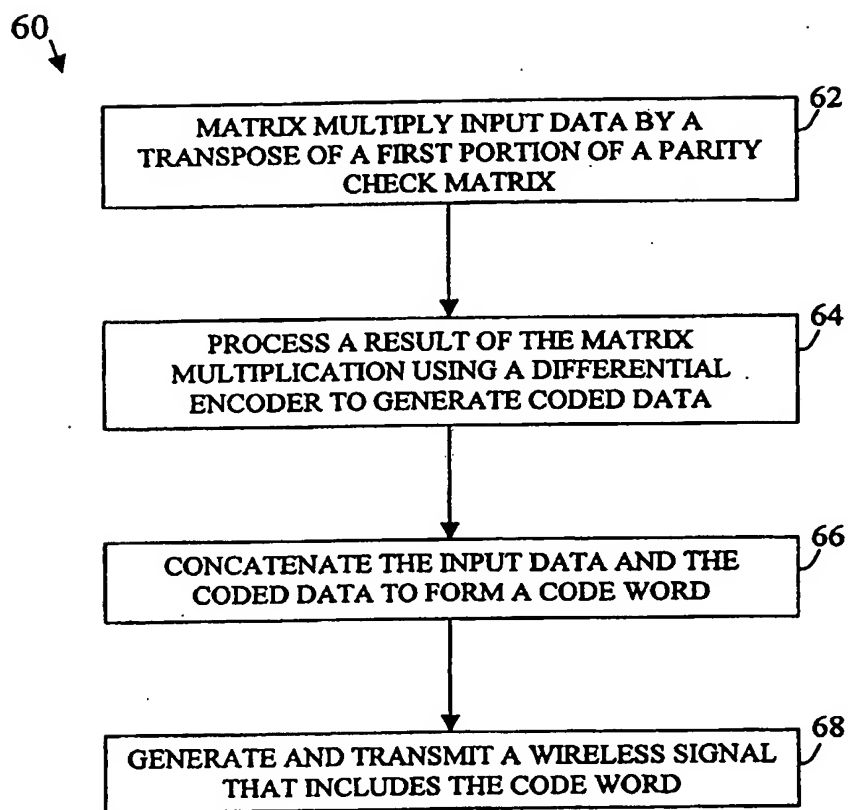 60
62
MATRIX MULTIPLY INPUT DATA BY A
TRANSPOSE OF A FIRST PORTION OF A PARITY
CHECK MATRIX
64
PROCESS A RESULT OF THE MATRIX
MULTIPLICATION USING A DIFFERENTIAL
ENCODER TO GENERATE CODED DATA
66
CONCATENATE THE INPUT DATA AND THE
CODED DATA TO FORM A CODE WORD
68
GENERATE AND TRANSMIT A WIRELESS SIGNAL
THAT INCLUDES THE CODE WORD